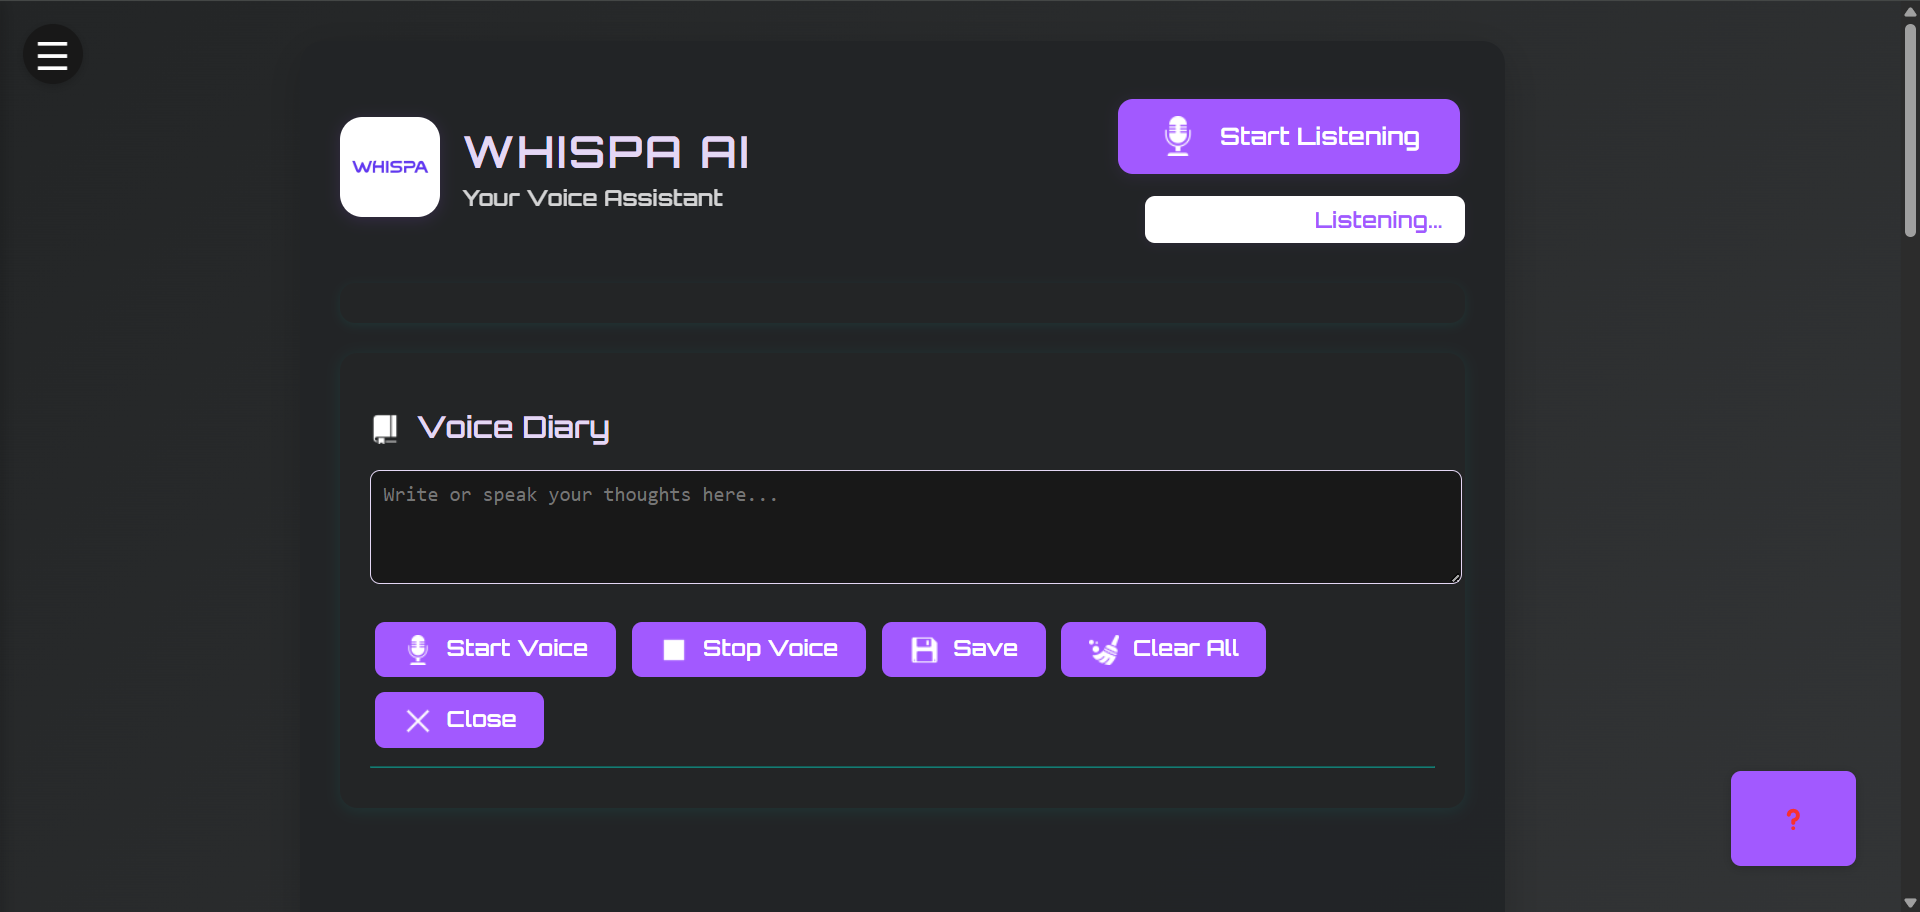 WHISPA
WHISPA AI
Your Voice Assistant
Start Listening
Listening...
Voice Diary
Write or speak your thoughts here...
Start Voice
Stop Voice
Save
Clear All
Close
?